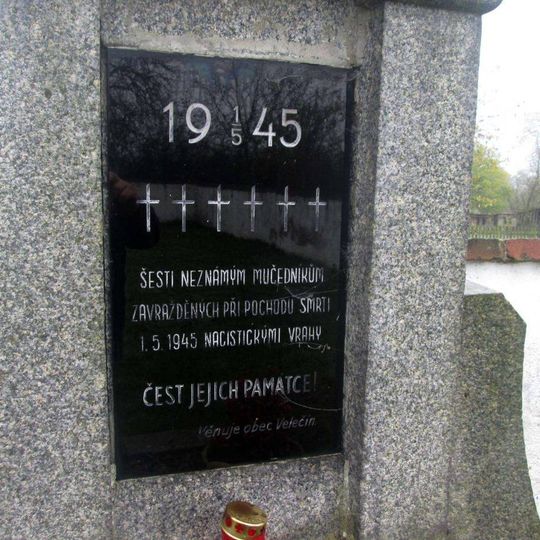 19 1/5 45
ŠESTI NEZNÁMÝM MUČEDNIKŮM
ZAVRAŽDĚNÝCH PŘI POCHODU SMRTI
1.5.1945 NACISTICKÝMI VRAHY
ČEST JEJICH PAMÁTCE!
Věnuje obec Velečín